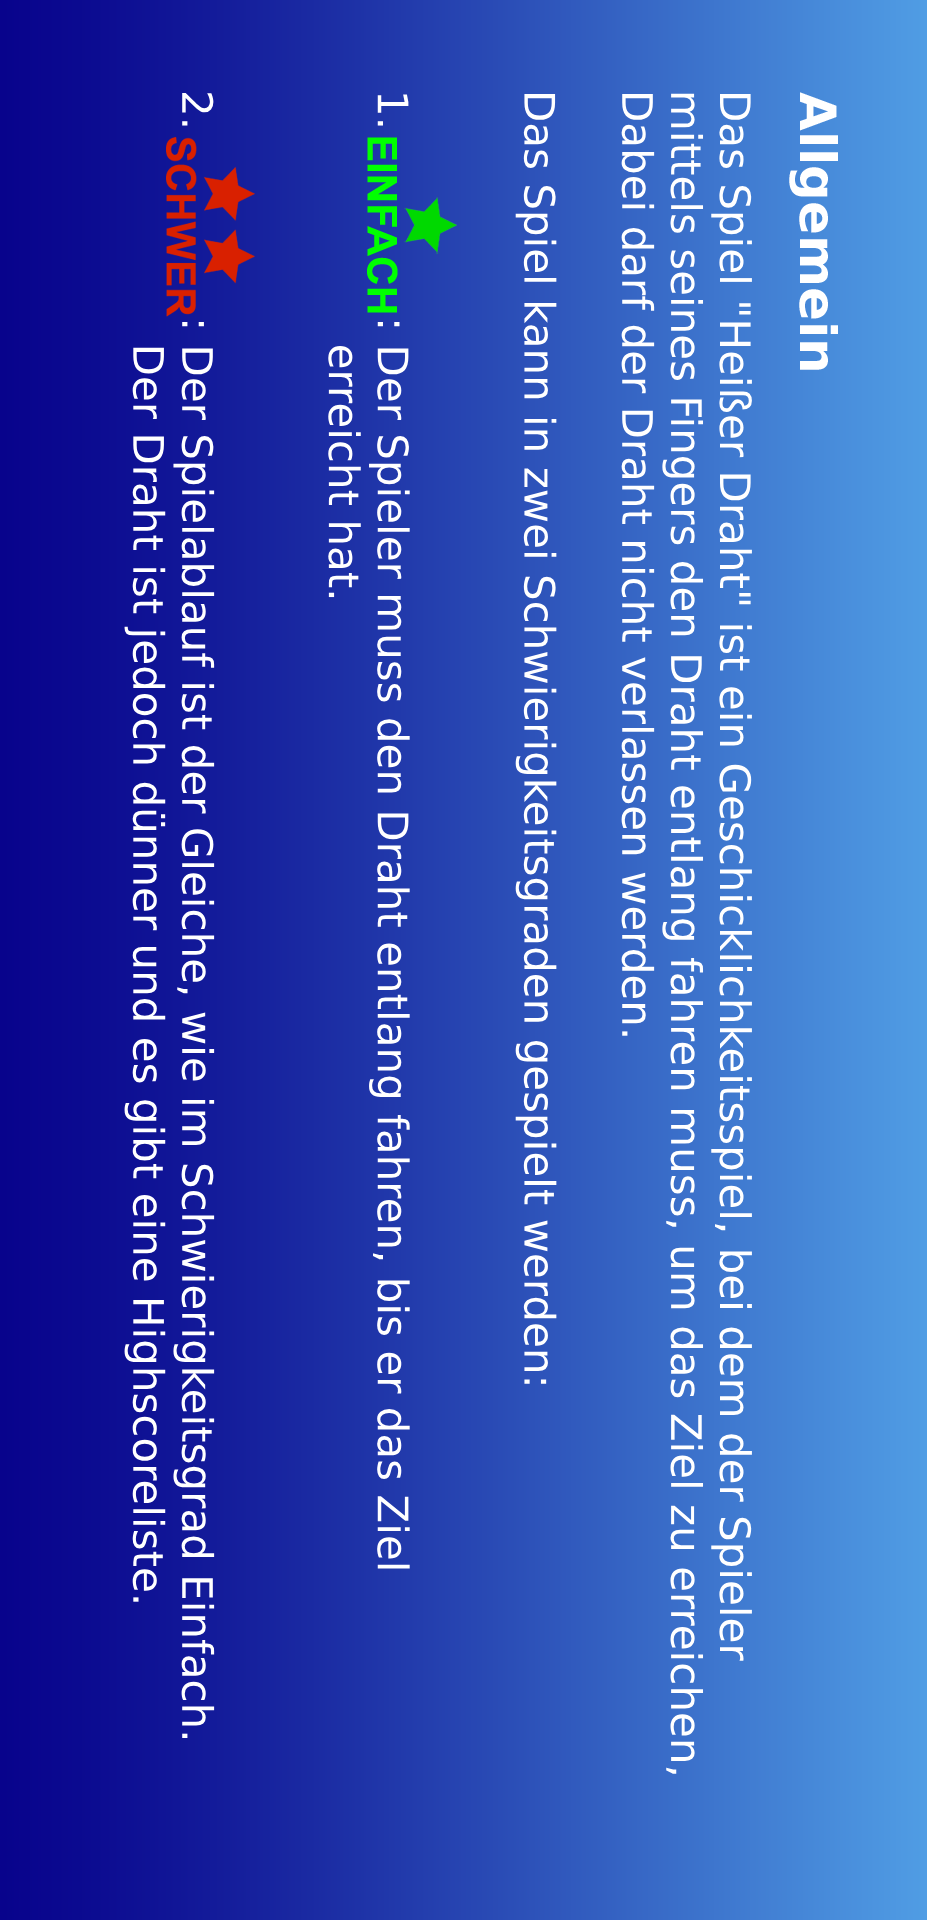 Allgemein
Das Spiel "Heißer Draht" ist ein Geschicklichkeitsspiel, bei dem der Spieler
mittels seines Fingers den Draht entlang fahren muss, um das Ziel zu erreichen,
Dabei darf der Draht nicht verlassen werden.
Das Spiel kann in zwei Schwierigkeitsgraden gespielt werden:
1. EINFACH: Der Spieler muss den Draht entlang fahren, bis er das Ziel
erreicht hat.
2. SCHWER: Der Spielablauf ist der Gleiche, wie im Schwierigkeitsgrad Einfach.
Der Draht ist jedoch dünner und es gibt eine Highscoreliste.